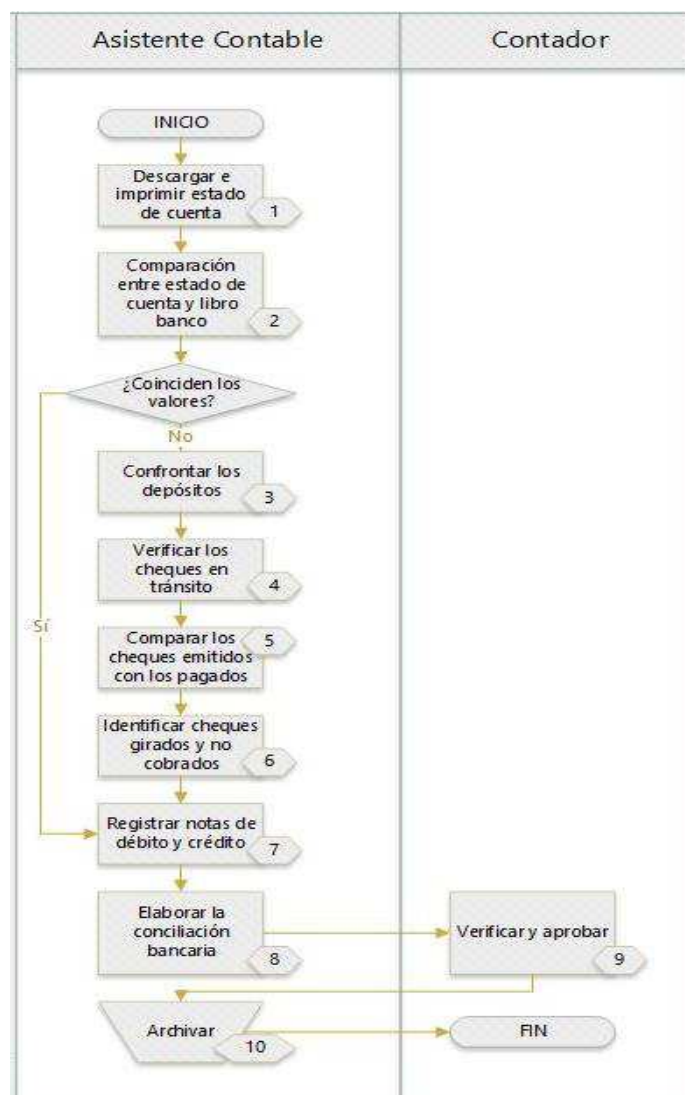 Asistente Contable
Contador
INICIO
Descargar e
imprimir estado
de cuenta
1
Comparación
entre estado de
cuenta y libro
banco
2
¿Coinciden los
valores?
No
Confrontar los
depósitos
3
Verificar los
cheques en
tránsito
4
Sí
Comparar los
cheques emitidos
con los pagados
5
Identificar cheques
girados y no
cobrados
6
Registrar notas de
débito y crédito
7
Elaborar la
conciliación
bancaria
8
Verificar y aprobar
9
Archivar
10
FIN